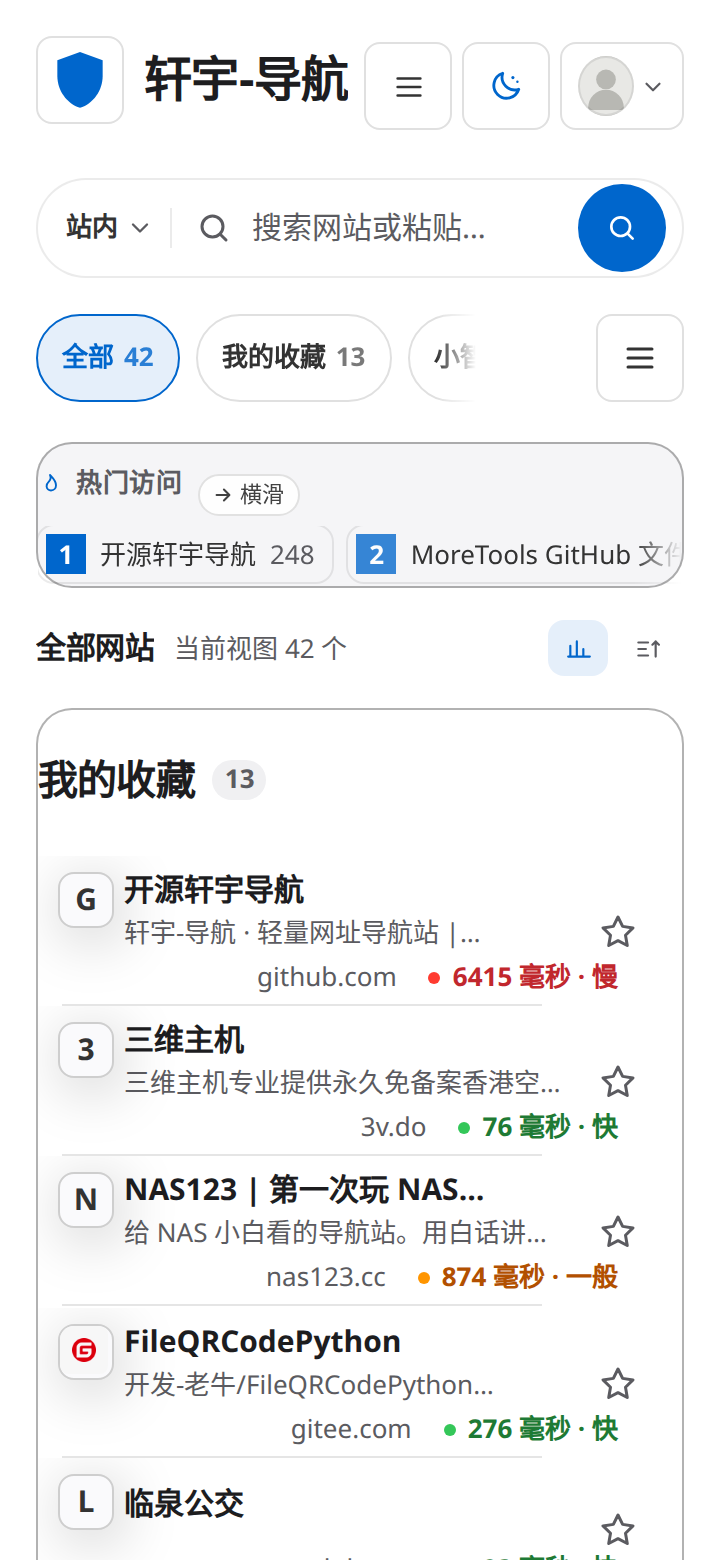 轩宇-导航
站内 搜索网站或粘贴...
全部 42 我的收藏 13 小
热门访问 → 横滑
1 开源轩宇导航 248 2 MoreTools GitHub 文
全部网站 当前视图 42 个
我的收藏 13
G 开源轩宇导航
轩宇-导航 · 轻量网址导航站 |...
github.com 6415 毫秒 · 慢
3 三维主机
三维主机专业提供永久免备案香港空...
3v.do 76 毫秒 · 快
N NAS123 | 第一次玩 NAS...
给 NAS 小白看的导航站。用白话讲...
nas123.cc 874 毫秒 · 一般
G FileQRCodePython
开发-老牛/FileQRCodePython...
gitee.com 276 毫秒 · 快
L 临泉公交